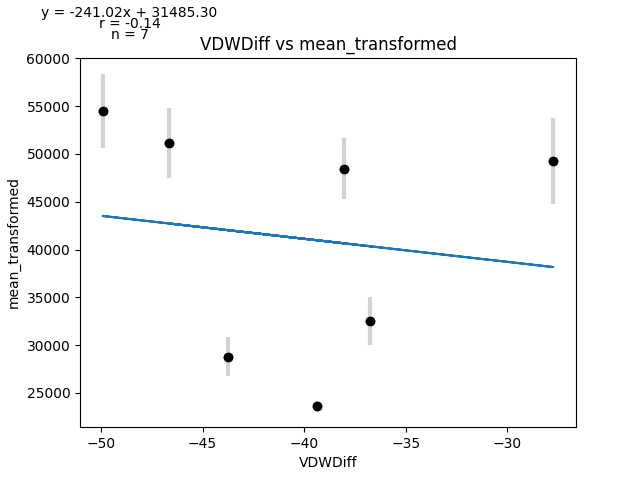 y = -241.02x + 31485.30
r = -0.14
n = 7
VDWDiff vs mean_transformed
60000
55000
50000
45000
40000
35000
30000
25000
mean_transformed
−50
−45
−40
−35
−30
VDWDiff